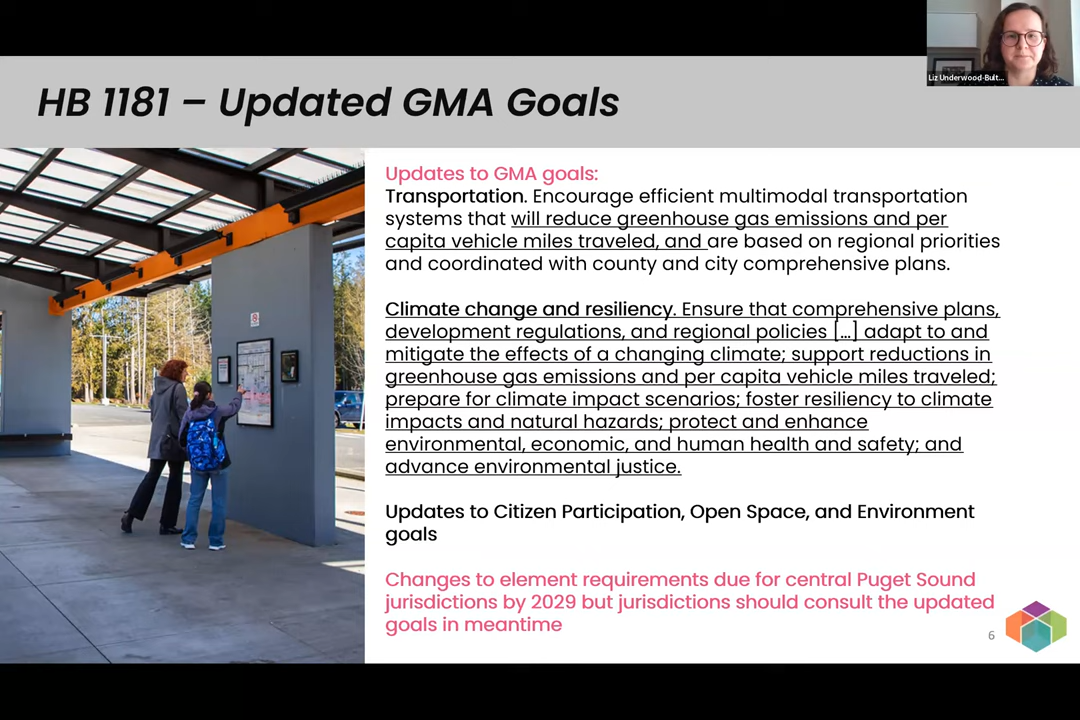 Liz Underwood-Bult...
HB 1181 – Updated GMA Goals
Updates to GMA goals:
Transportation. Encourage efficient multimodal transportation
systems that will reduce greenhouse gas emissions and per
capita vehicle miles traveled, and are based on regional priorities
and coordinated with county and city comprehensive plans.
Climate change and resiliency. Ensure that comprehensive plans,
development regulations, and regional policies [...] adapt to and
mitigate the effects of a changing climate; support reductions in
greenhouse gas emissions and per capita vehicle miles traveled;
prepare for climate impact scenarios; foster resiliency to climate
impacts and natural hazards; protect and enhance
environmental, economic, and human health and safety; and
advance environmental justice.
Updates to Citizen Participation, Open Space, and Environment
goals
Changes to element requirements due for central Puget Sound
jurisdictions by 2029 but jurisdictions should consult the updated
goals in meantime
6